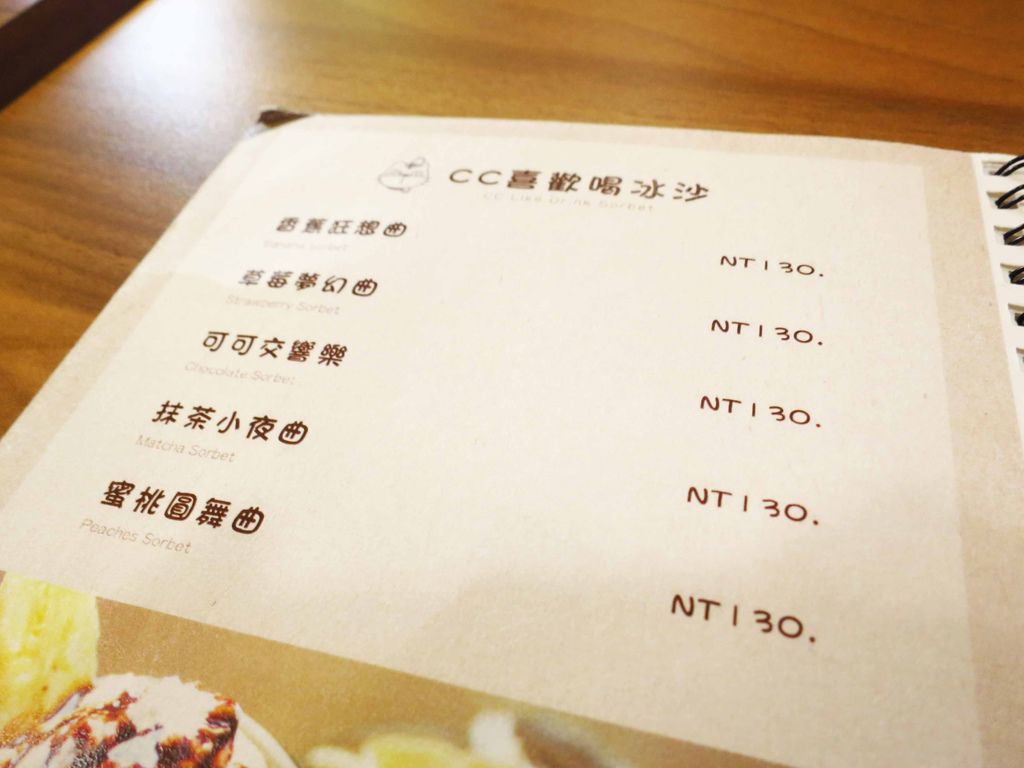 CC喜歡喝冰沙
CC Like Drink Sorbet
香蕉狂想曲
Banana Sorbet
NT130.
草莓夢幻曲
Strawberry Sorbet
NT130.
可可交響樂
Chocolate Sorbet
NT130.
抹茶小夜曲
Matcha Sorbet
NT130.
蜜桃圓舞曲
Peaches Sorbet
NT130.